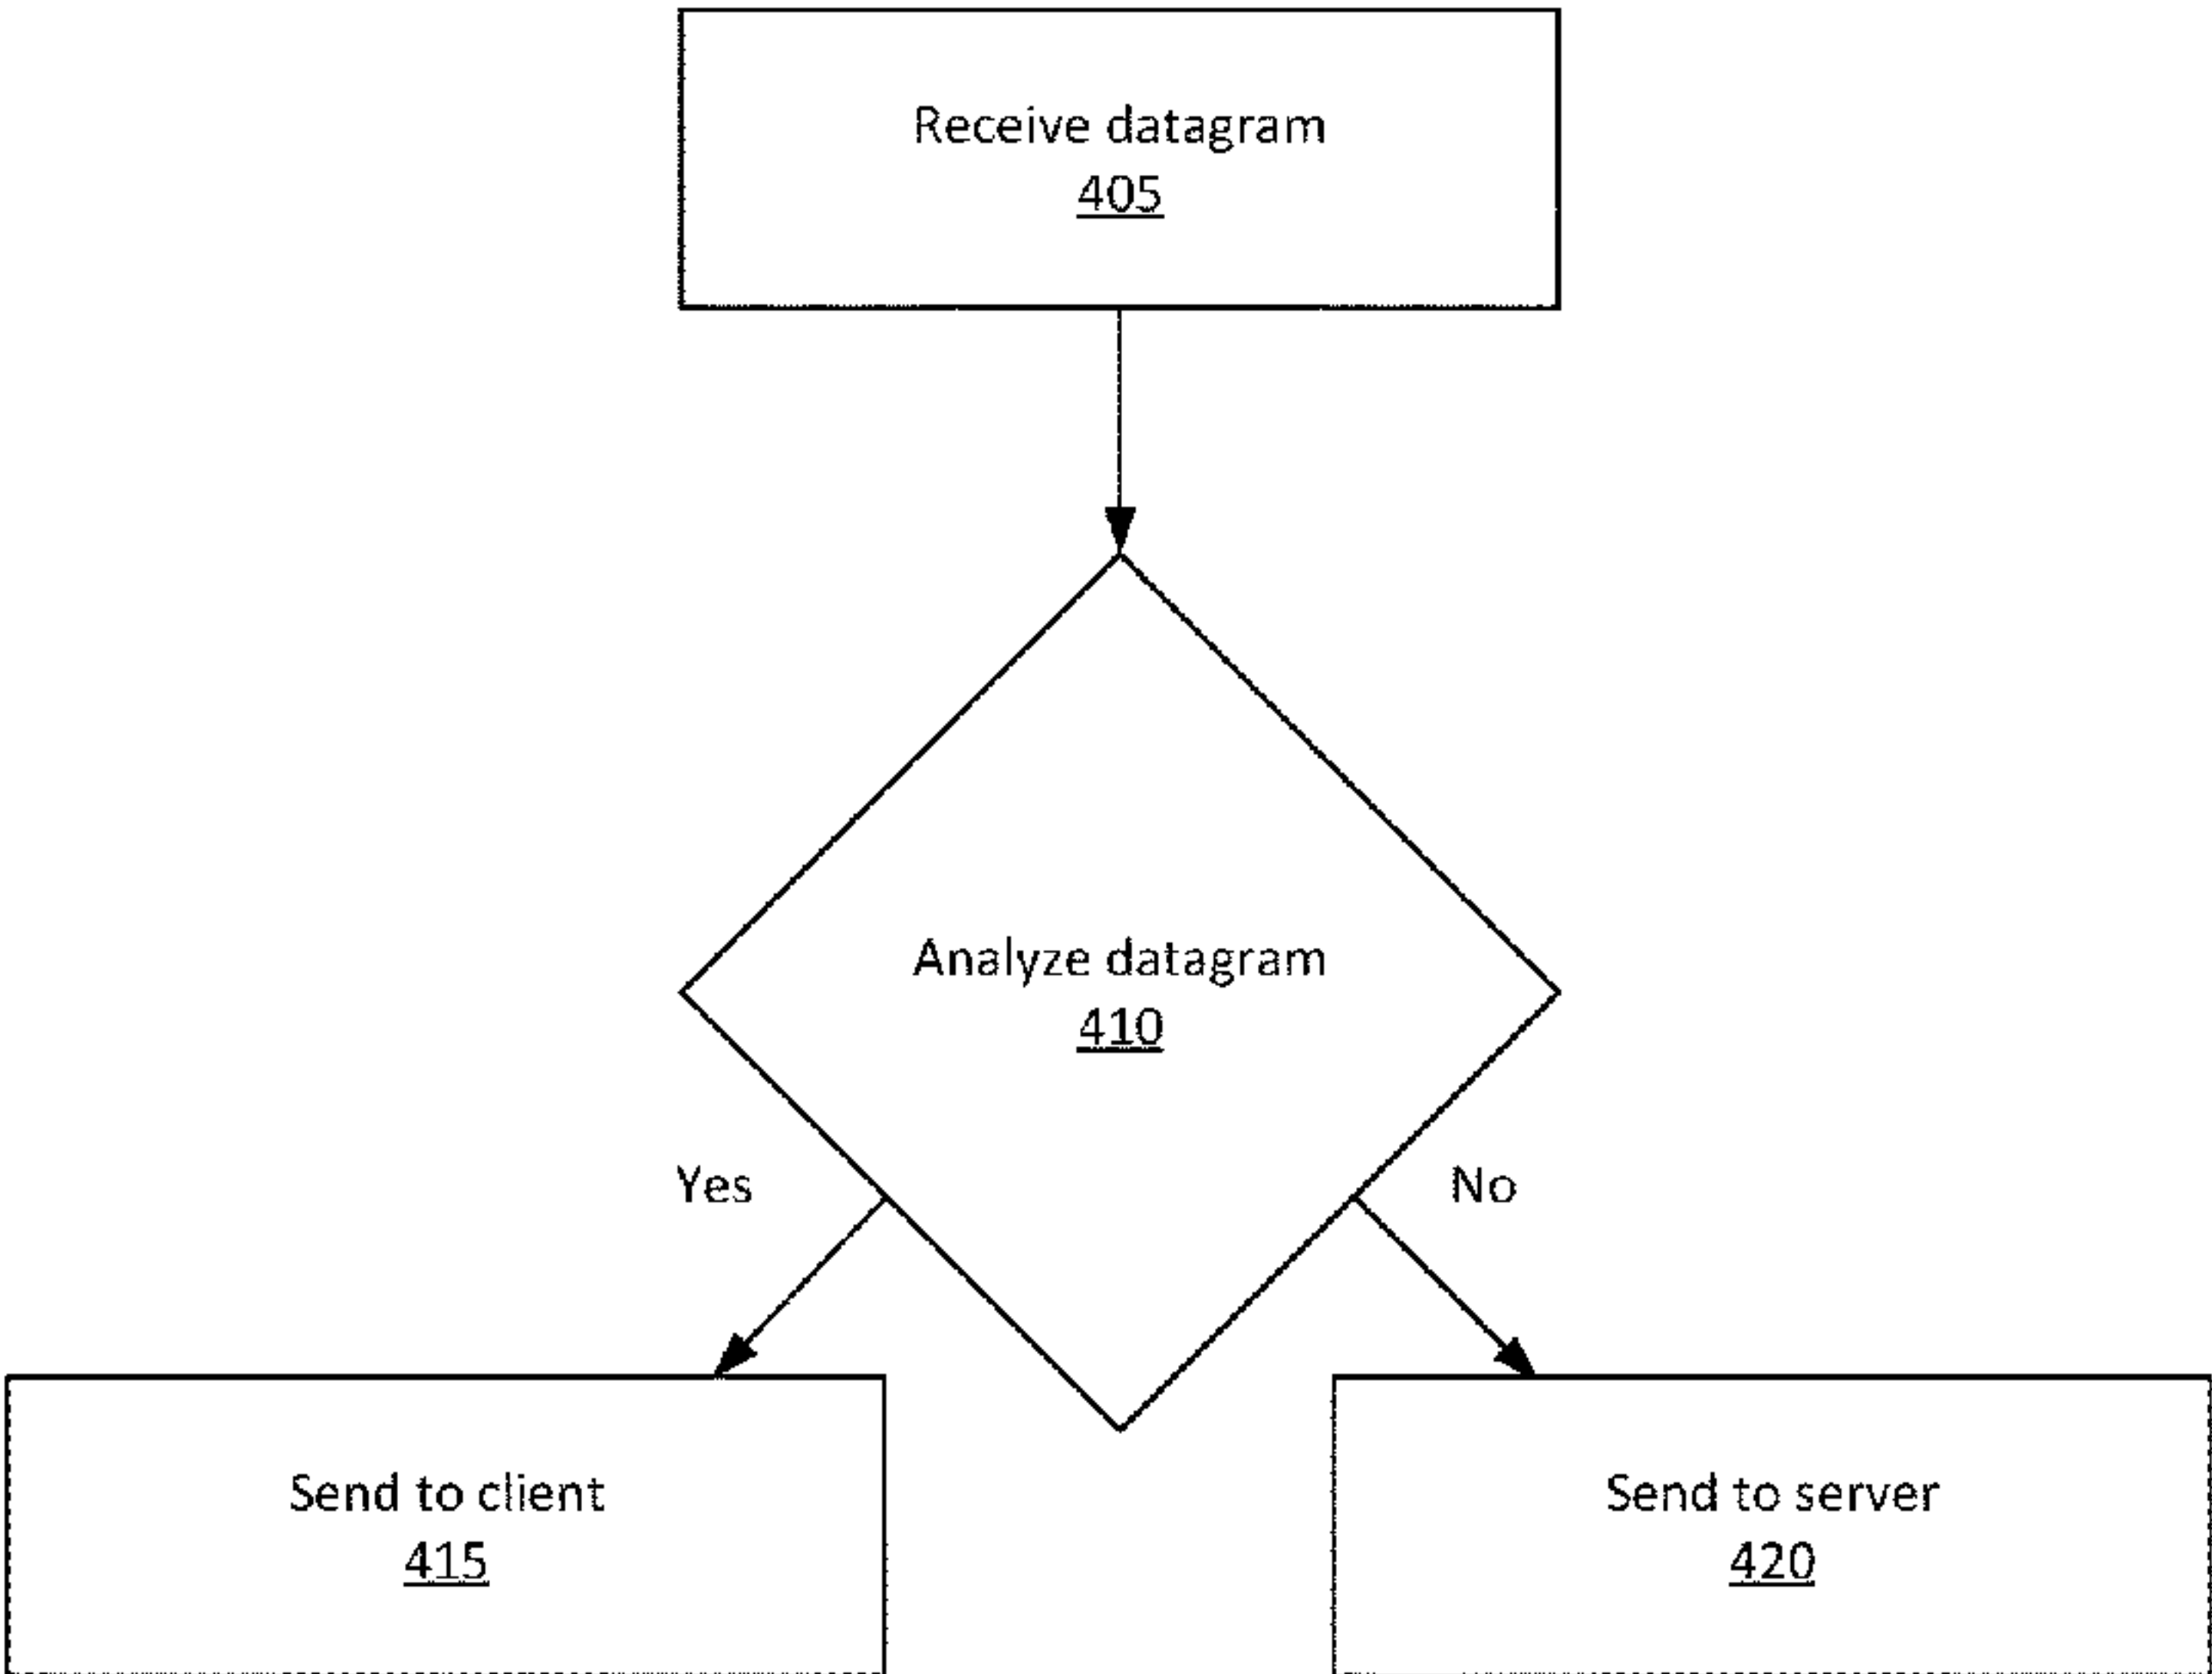 Receive datagram
405
Analyze datagram
410
Yes
No
Send to client
415
Send to server
420